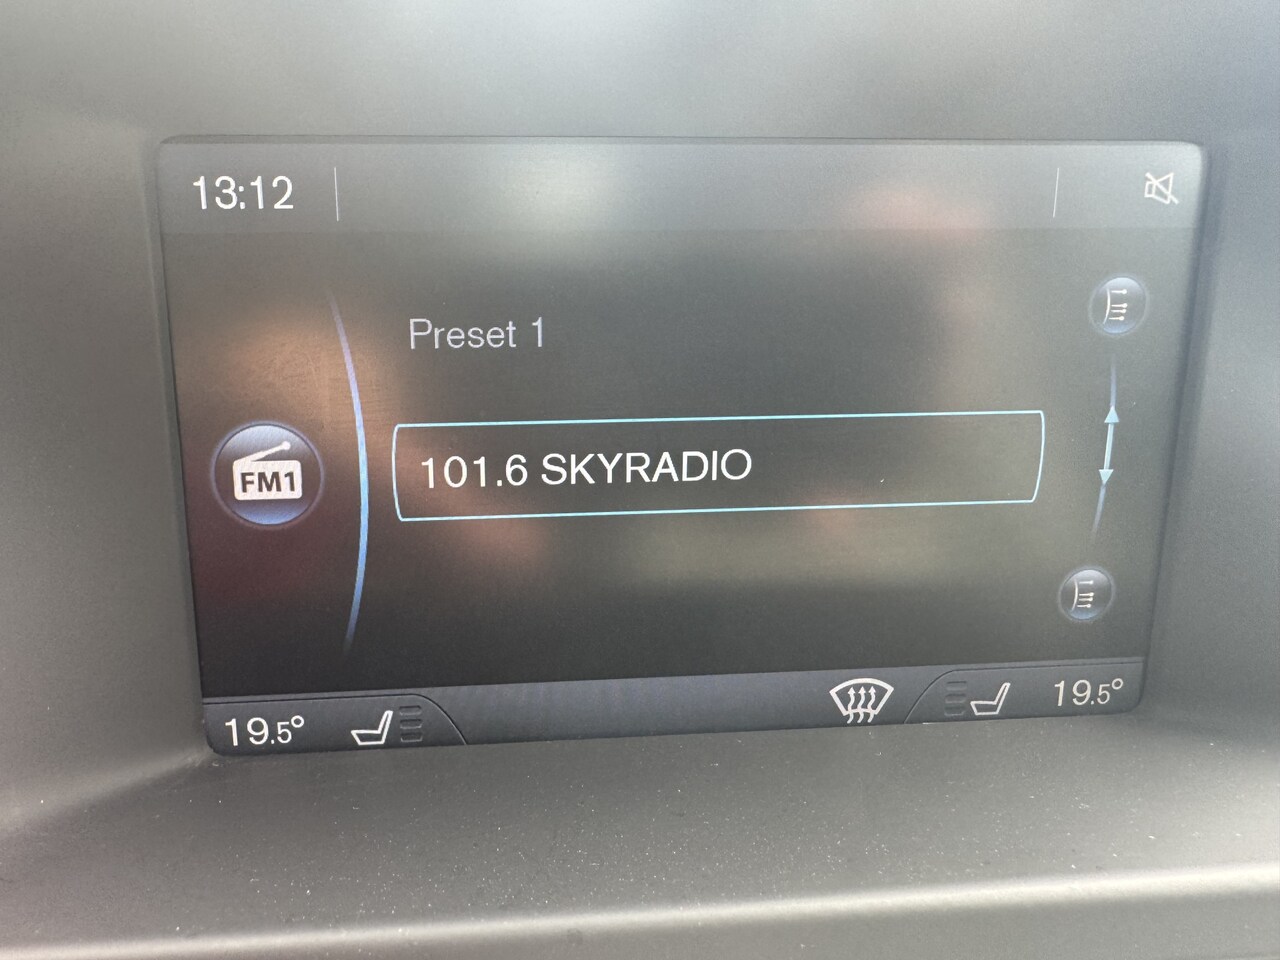 13:12
Preset 1
FM1
101.6 SKYRADIO
19.5°
19.5°